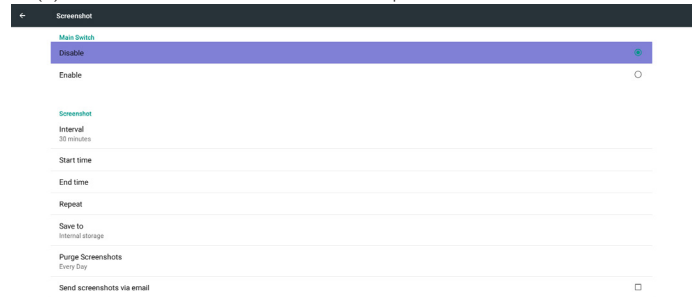 Screenshot
Main Switch
Disable
Enable
Screenshot
Interval
30 minutes
Start time
End time
Repeat
Save to
Internal storage
Purge Screenshots
Every Day
Send screenshots via email